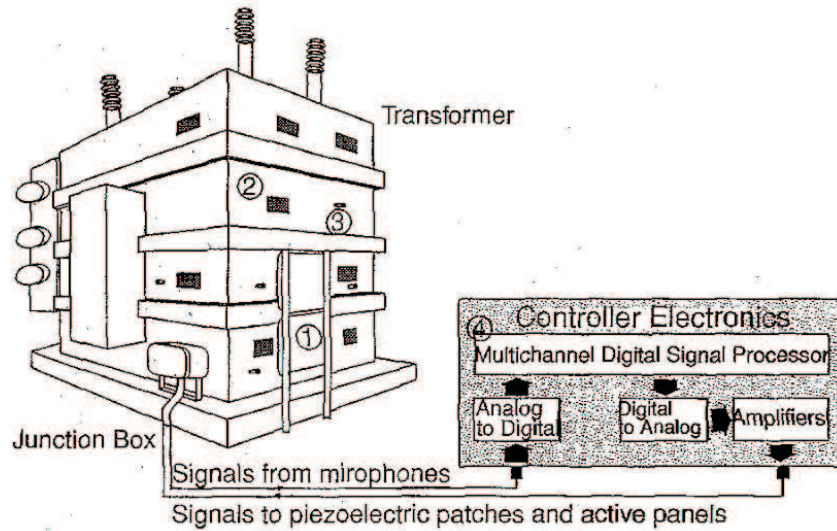 Transformer
②
③
①
④ Controller Electronics
Multichannel Digital Signal Processor
Analog
to Digital
Digital
to Analog
Amplifiers
Junction Box
Signals from mirophones
Signals to piezoelectric patches and active panels